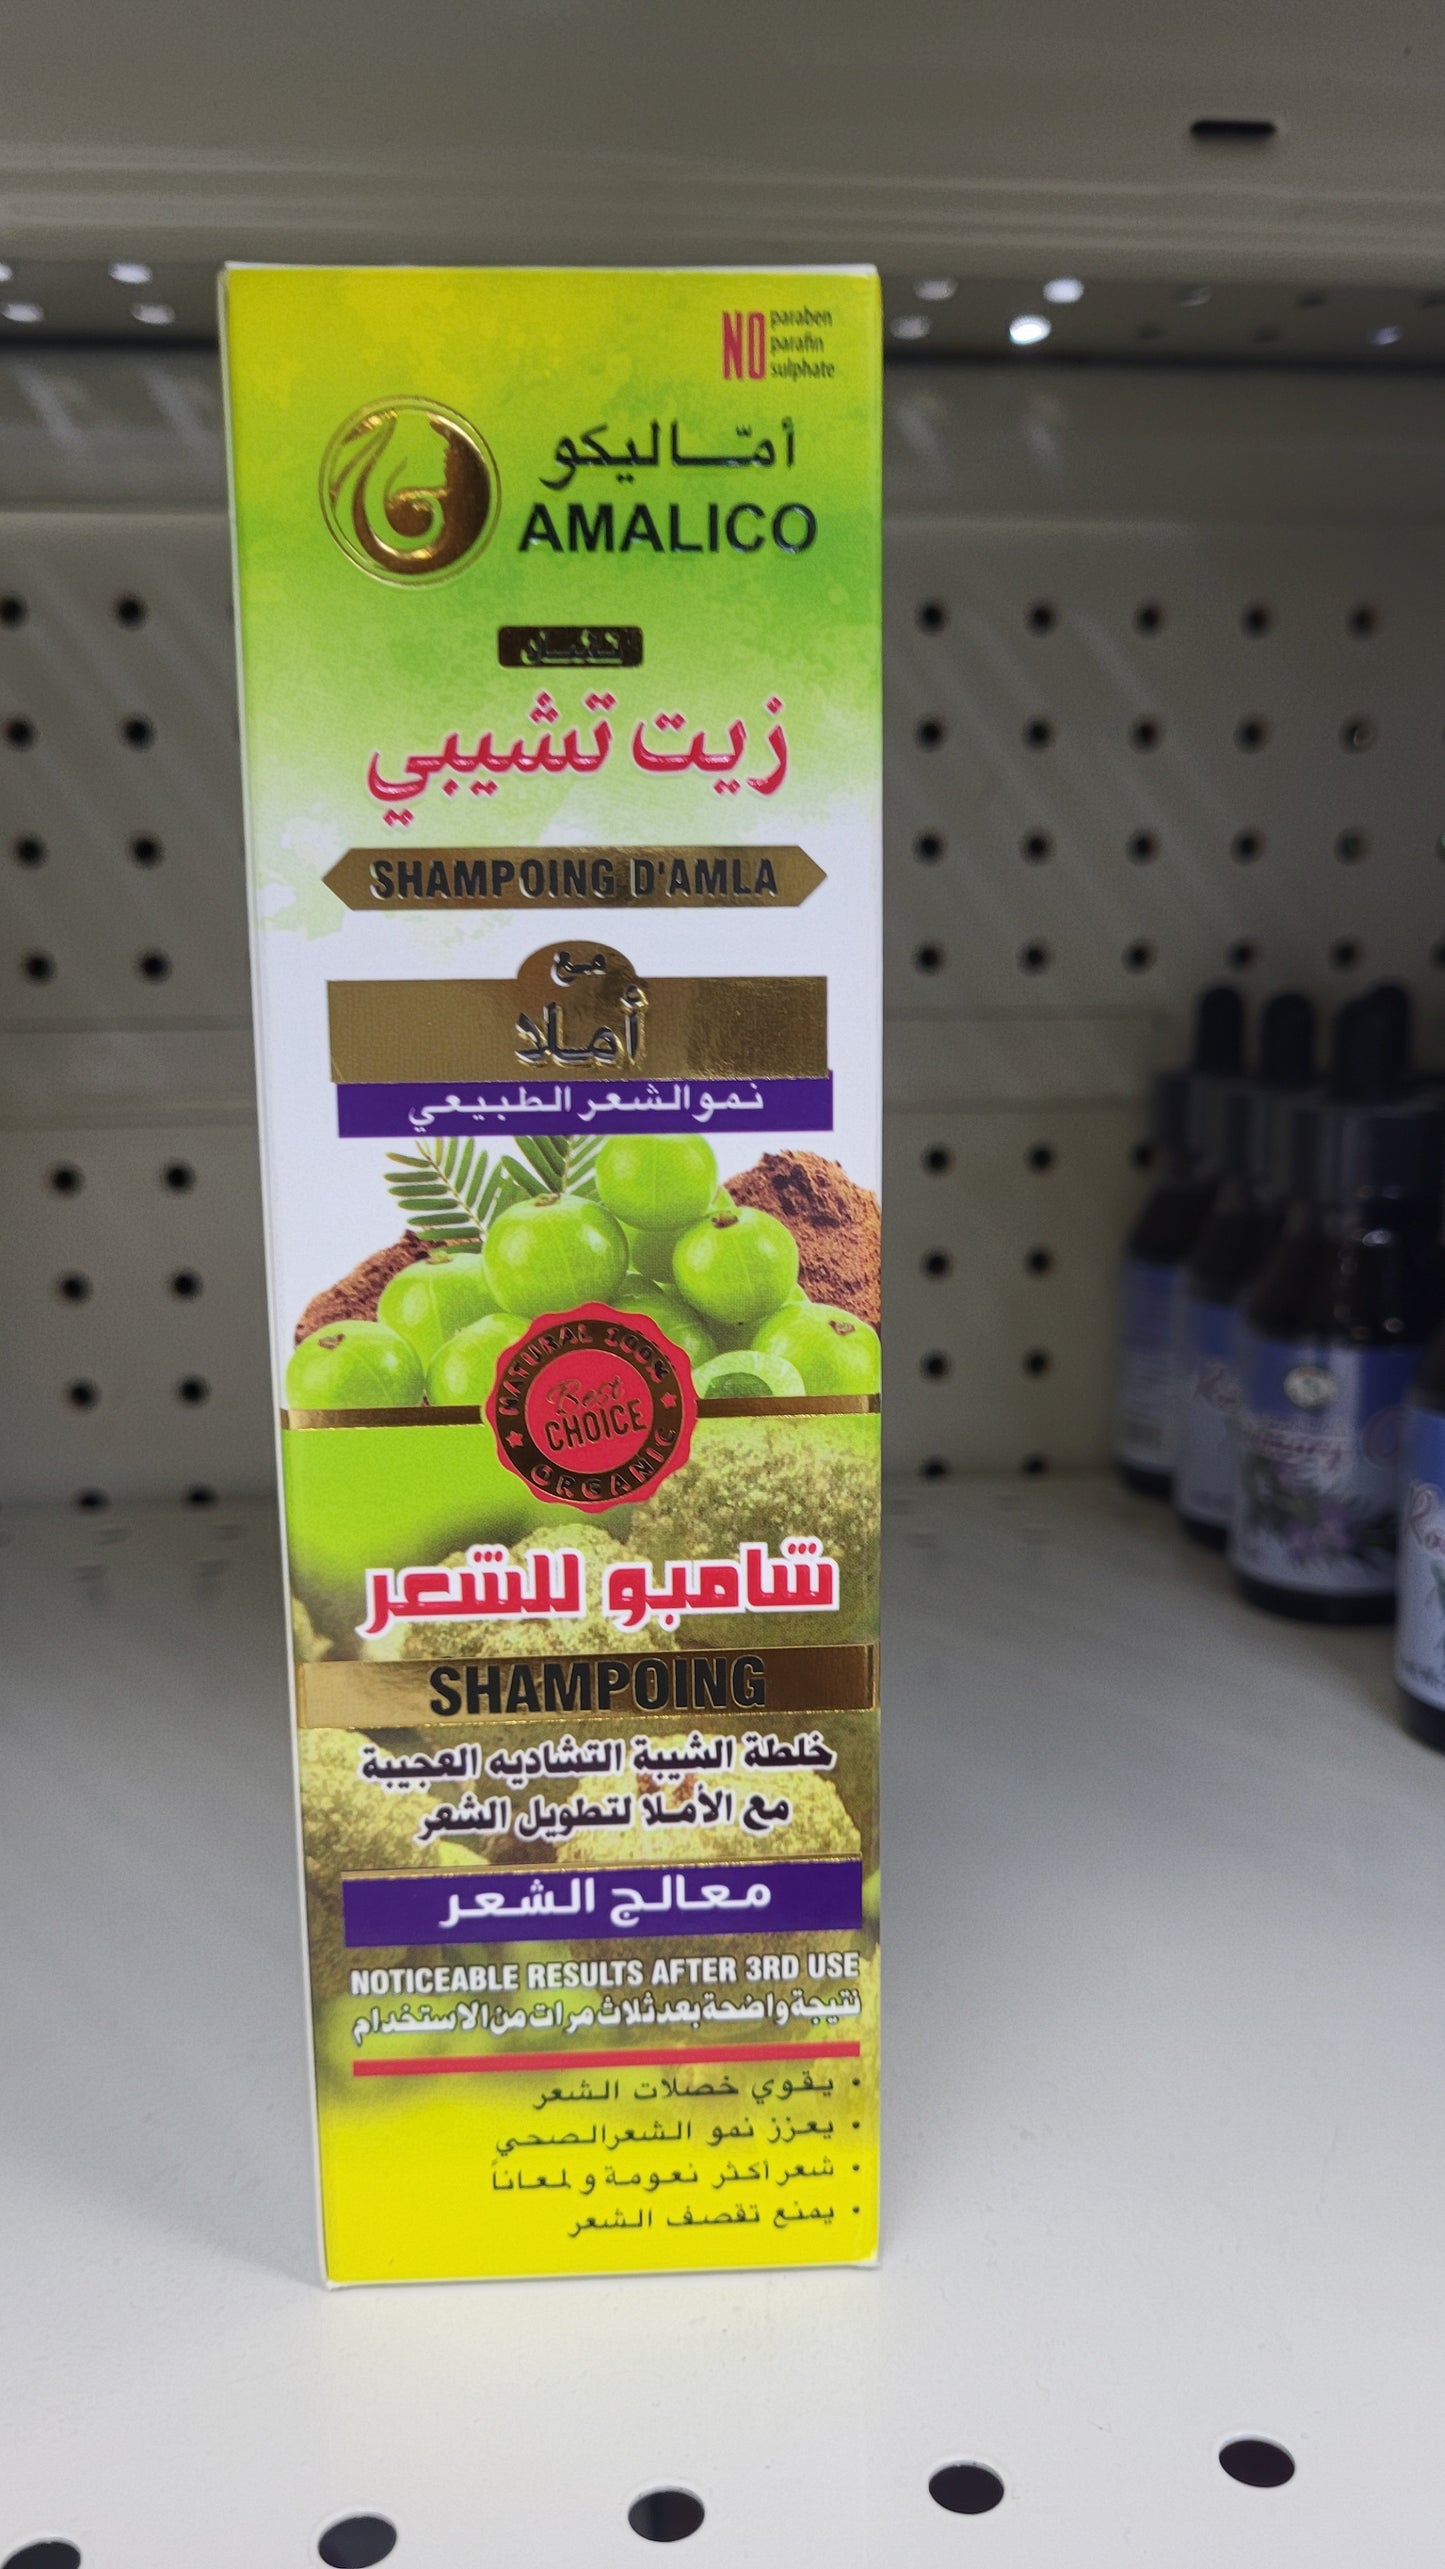 NO paraben
parafin
sulphate
أمّاليكو
AMALICO
زيت تشيبي
SHAMPOING D'AMLA
مع
أملا
نمو الشعر الطبيعي
NATURAL 100%
Best
CHOICE
ORGANIC
شامبو للشعر
SHAMPOING
خلطة الشيبة التشاديه العجيبة
مع الأملا لتطويل الشعر
معالج الشعر
NOTICEABLE RESULTS AFTER 3RD USE
نتيجة واضحة بعد ثلاث مرات من الاستخدام
• يقوي خصلات الشعر
• يعزز نمو الشعر الصحي
• شعر أكثر نعومة و لمعاناً
• يمنع تقصف الشعر